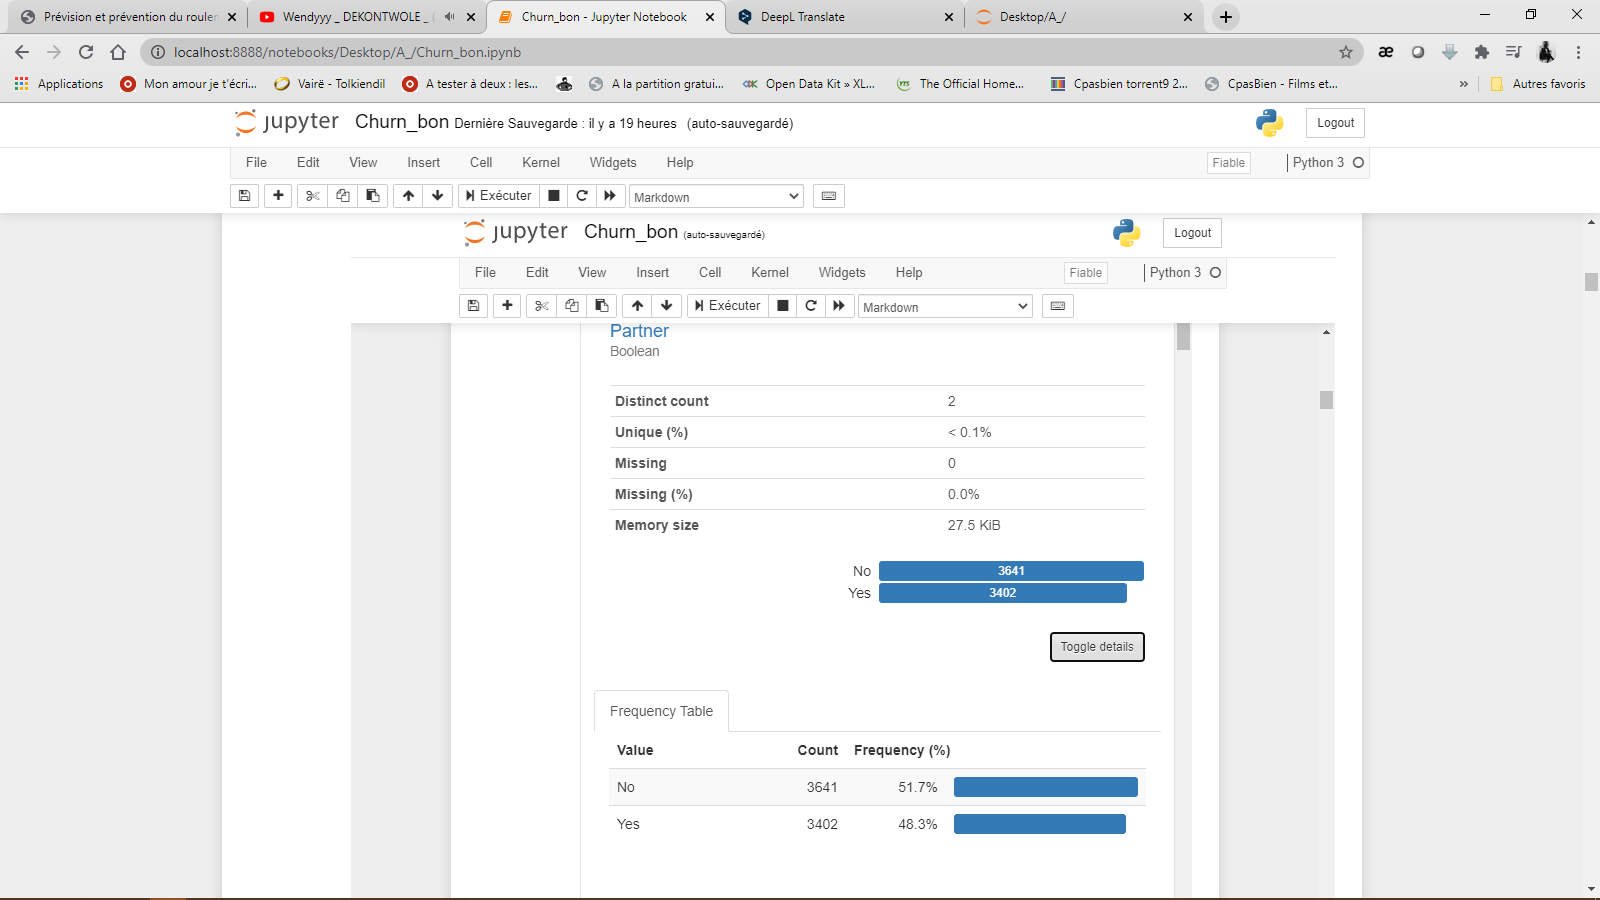 Prévision et prévention du rouler
Wendyyy _ DEKONTWOLE _ (
Churn_bon - Jupyter Notebook
DeepL Translate
Desktop/A_/
localhost:8888/notebooks/Desktop/A_/Churn_bon.ipynb
Applications
Mon amour je t'écri...
Vairë - Tolkiendil
A tester à deux : les...
A la partition gratui...
Open Data Kit » XL...
The Official Home...
Cpasbien torrent9 2...
CpasBien - Films et...
»
Autres favoris
jupyter Churn_bon Dernière Sauvegarde : il y a 19 heures (auto-sauvegardé)
Logout
File Edit View Insert Cell Kernel Widgets Help
Fiable
Python 3
Exécuter
Markdown
jupyter Churn_bon (auto-sauvegardé)
Logout
File Edit View Insert Cell Kernel Widgets Help
Fiable
Python 3
Exécuter
Markdown
Partner
Boolean
Distinct count 2
Unique (%) < 0.1%
Missing 0
Missing (%) 0.0%
Memory size 27.5 KiB
No 3641
Yes 3402
Toggle details
Frequency Table
Value Count Frequency (%)
No 3641 51.7%
Yes 3402 48.3%